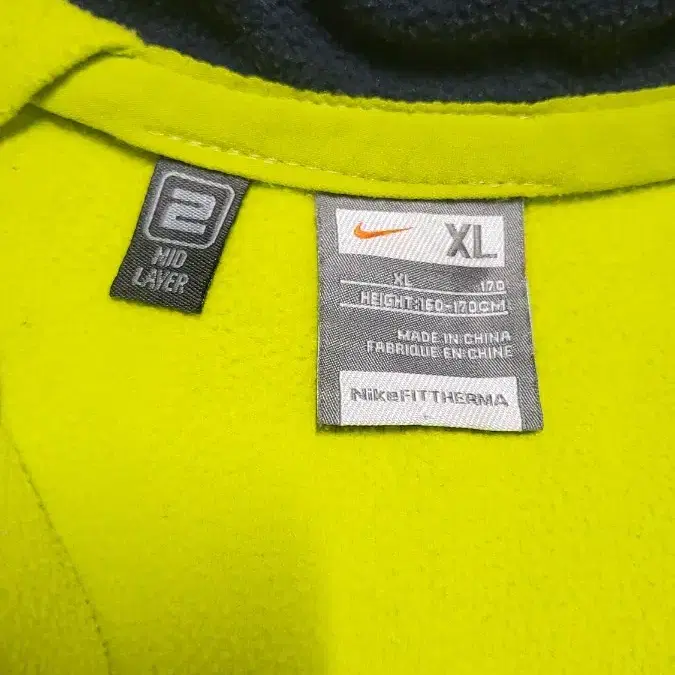 2
MID
LAYER
XL
XL 170
HEIGHT:160-170CM
MADE IN CHINA
FABRIQUE EN CHINE
NikeFITTHERMA